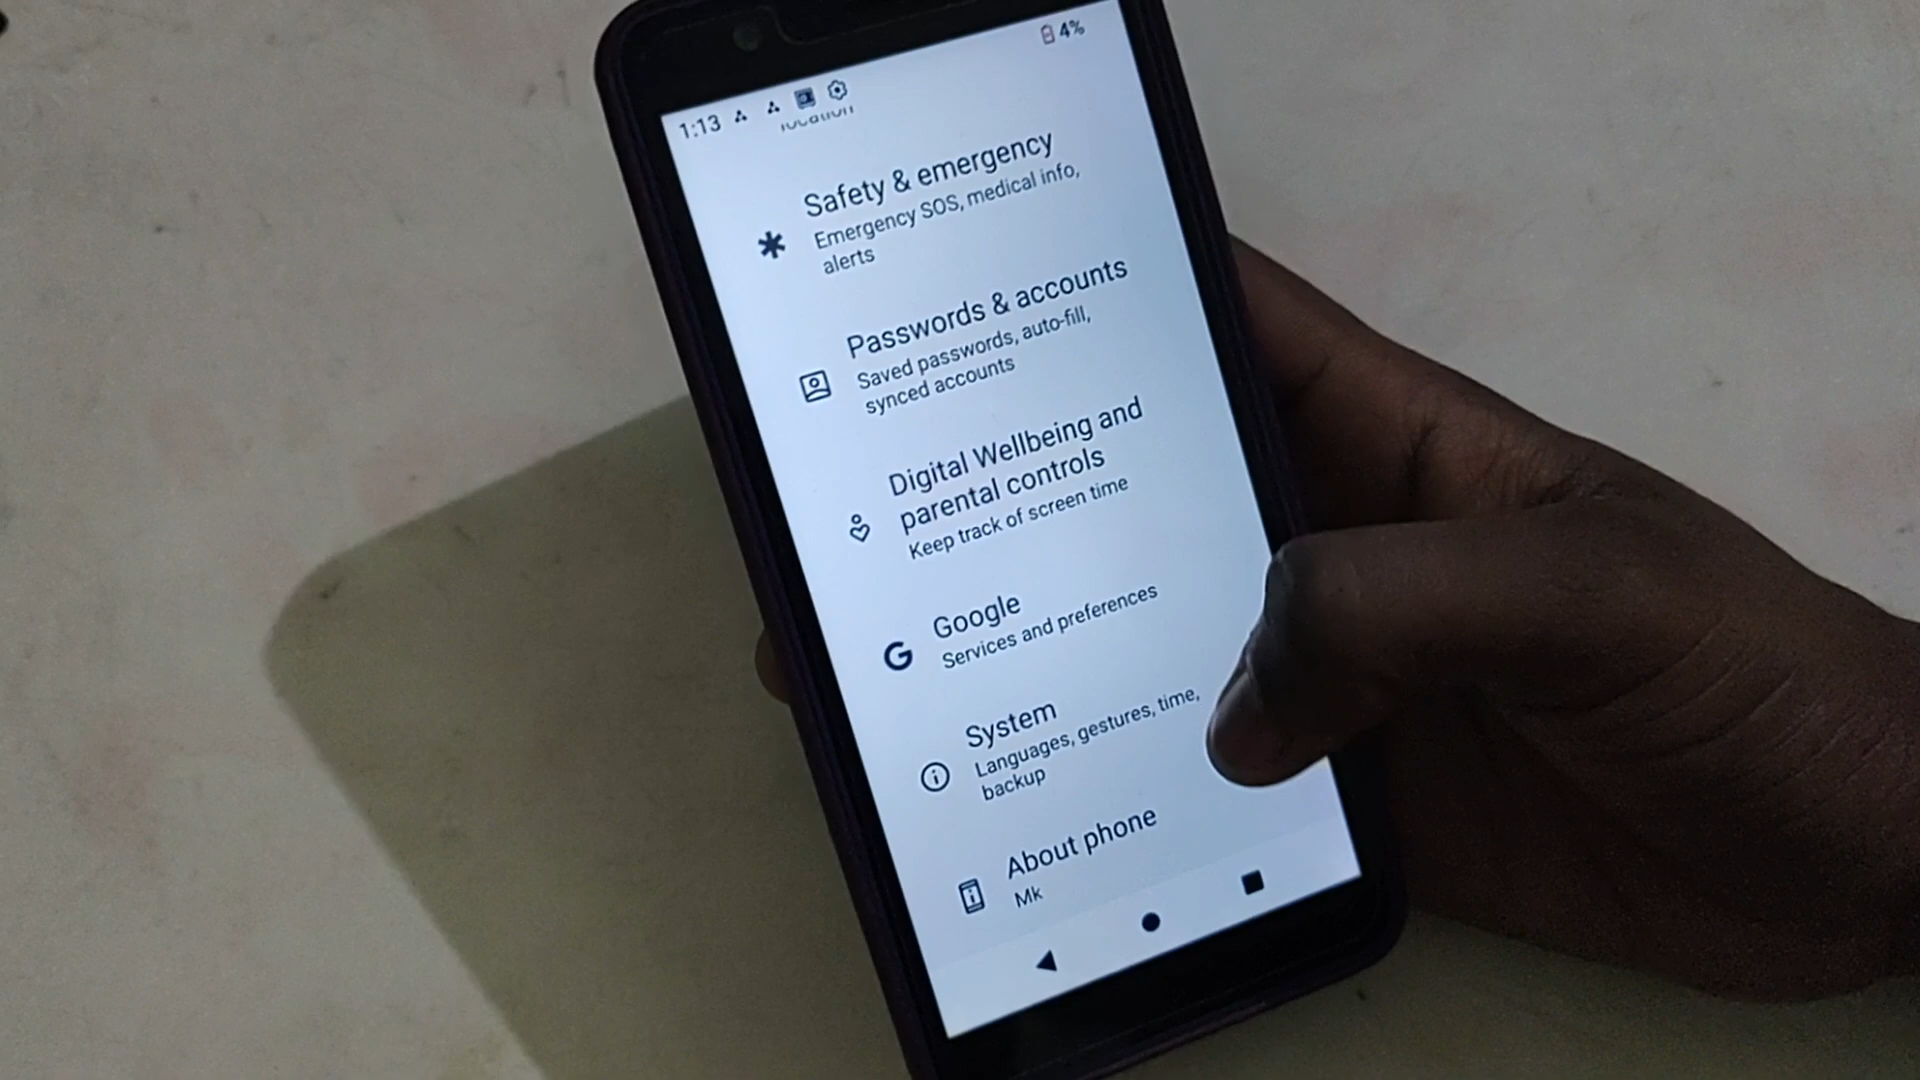 1:13
4%
location
Safety & emergency
Emergency SOS, medical info,
alerts
Passwords & accounts
Saved passwords, auto-fill,
synced accounts
Digital Wellbeing and
parental controls
Keep track of screen time
G
Google
Services and preferences
System
Languages, gestures, time,
backup
About phone
Mk